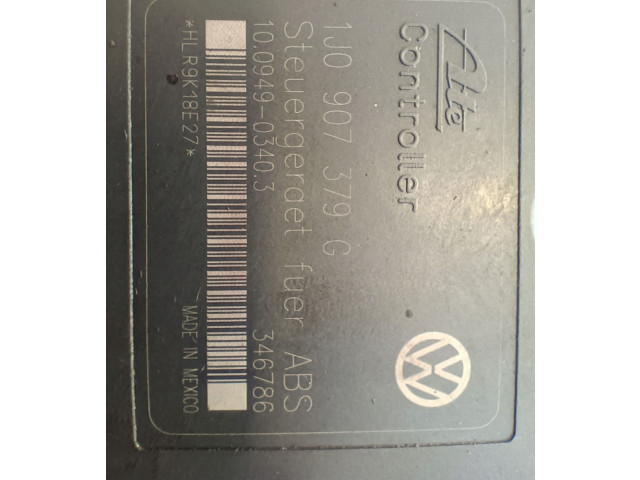 Ate
Controller
1J0 907 379 G
Steuergeraet fuer ABS
10.0949-0340.3 346786
*HLR9K18E27* MADE IN MEXICO